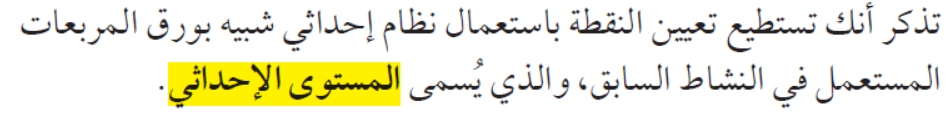 تذكر أنك تستطيع تعيين النقطة باستعمال نظام إحداثي شبيه بورق المربعات
المستعمل في النشاط السابق، والذي يُسمى المستوى الإحداثي.